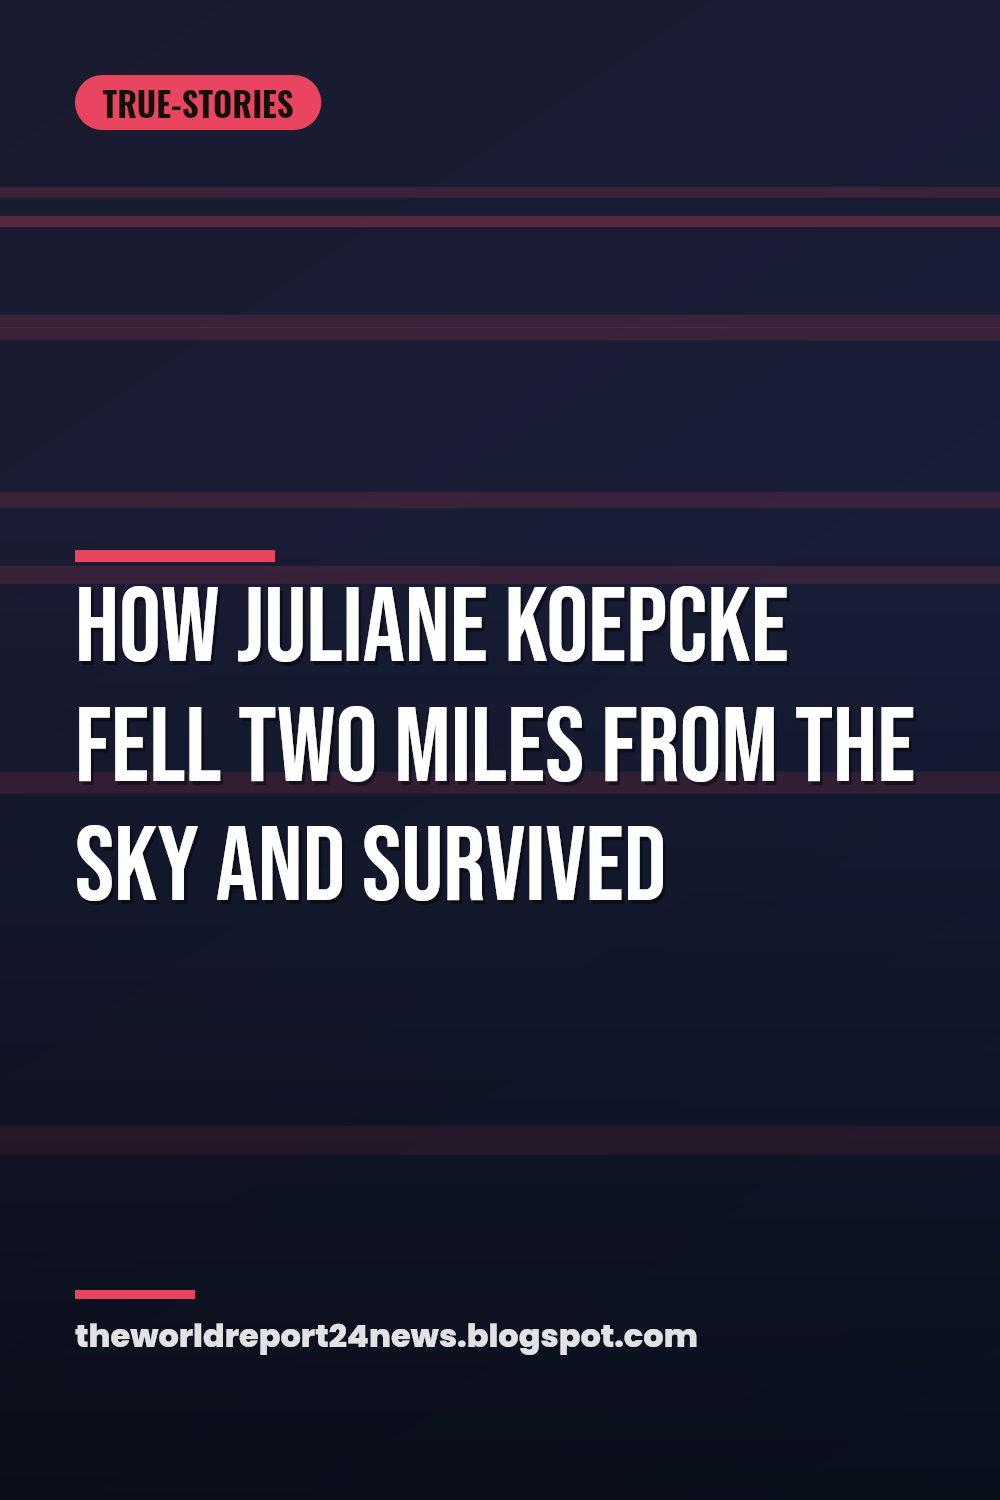 TRUE-STORIES
HOW JULIANE KOEPCKE
FELL TWO MILES FROM THE
SKY AND SURVIVED
theworldreport24news.blogspot.com